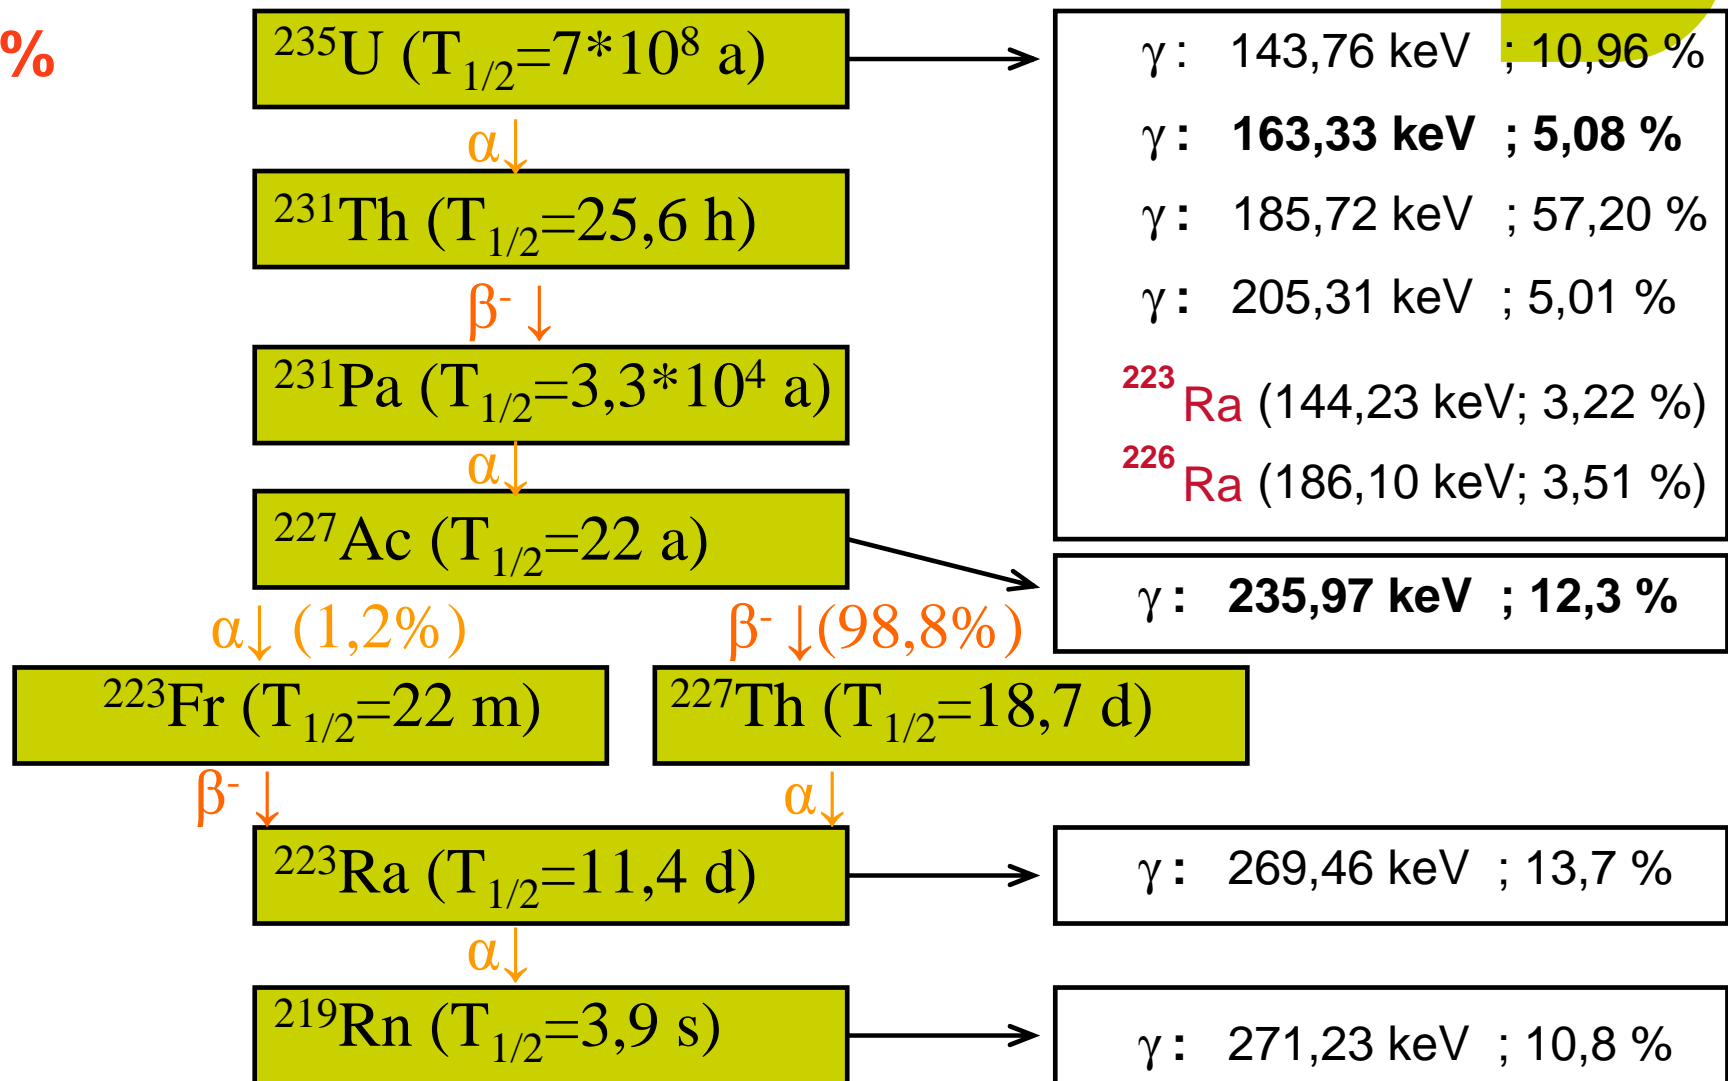 %
²³⁵U (T₁/₂=7*10⁸ a)
γ: 143,76 keV ; 10,96 %
α↓
γ: 163,33 keV ; 5,08 %
²³¹Th (T₁/₂=25,6 h)
γ: 185,72 keV ; 57,20 %
β⁻ ↓
γ: 205,31 keV ; 5,01 %
²³¹Pa (T₁/₂=3,3*10⁴ a)
²²³Ra (144,23 keV; 3,22 %)
α↓
²²⁶Ra (186,10 keV; 3,51 %)
²²⁷Ac (T₁/₂=22 a)
γ: 235,97 keV ; 12,3 %
α↓ (1,2%)
β⁻ ↓(98,8%)
²²³Fr (T₁/₂=22 m)
²²⁷Th (T₁/₂=18,7 d)
β⁻ ↓
α↓
²²³Ra (T₁/₂=11,4 d)
γ: 269,46 keV ; 13,7 %
α↓
²¹⁹Rn (T₁/₂=3,9 s)
γ: 271,23 keV ; 10,8 %